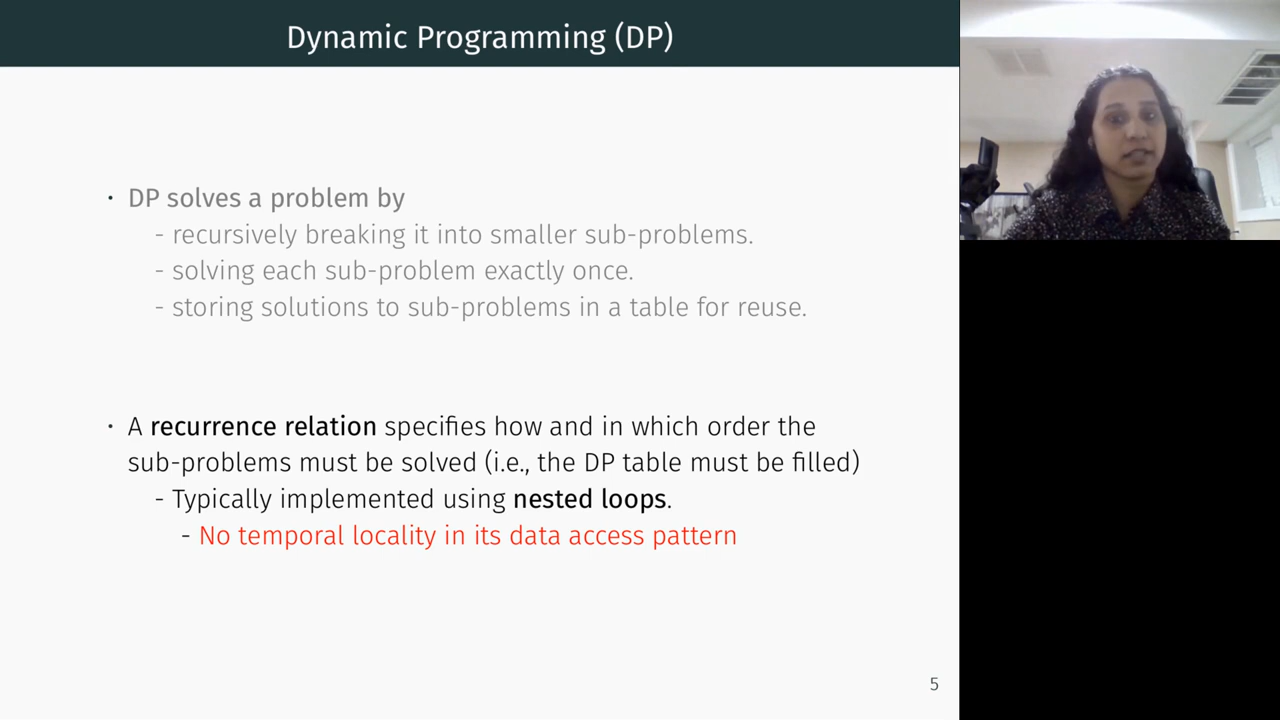 Dynamic Programming (DP)
· DP solves a problem by
- recursively breaking it into smaller sub-problems.
- solving each sub-problem exactly once.
- storing solutions to sub-problems in a table for reuse.
· A recurrence relation specifies how and in which order the
sub-problems must be solved (i.e., the DP table must be filled)
- Typically implemented using nested loops.
- No temporal locality in its data access pattern
5